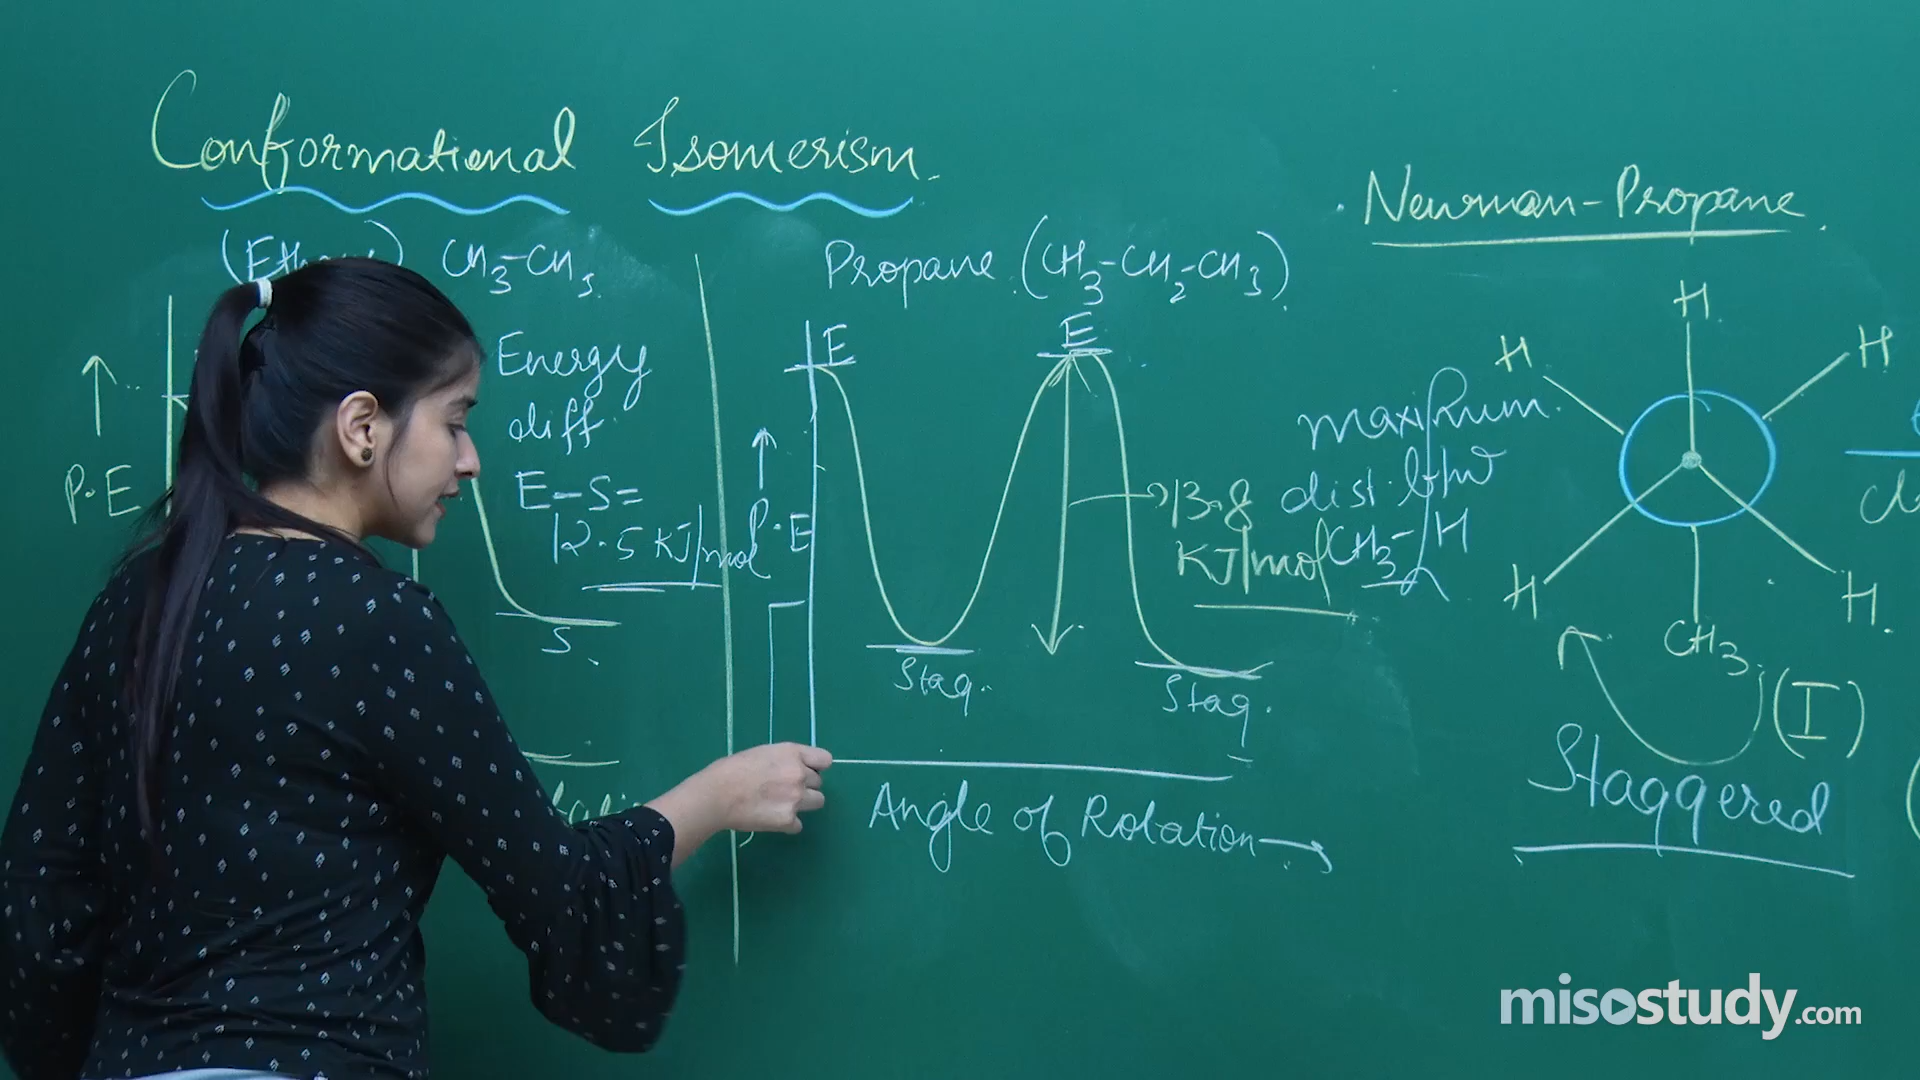 Conformational Isomerism
CH3-CH3
P.E
Energy
diff.
E-S=
12.5 KJ/mol
S
Propane (CH3-CH2-CH3)
E
E
P.E
13.8
KJ/mol
Stag.
Stag.
Angle of Rotation
maximum
dist. b/w
CH3-H
Newman-Propane
H
H
H
H
H
CH3
(I)
Staggered
misostudy.com